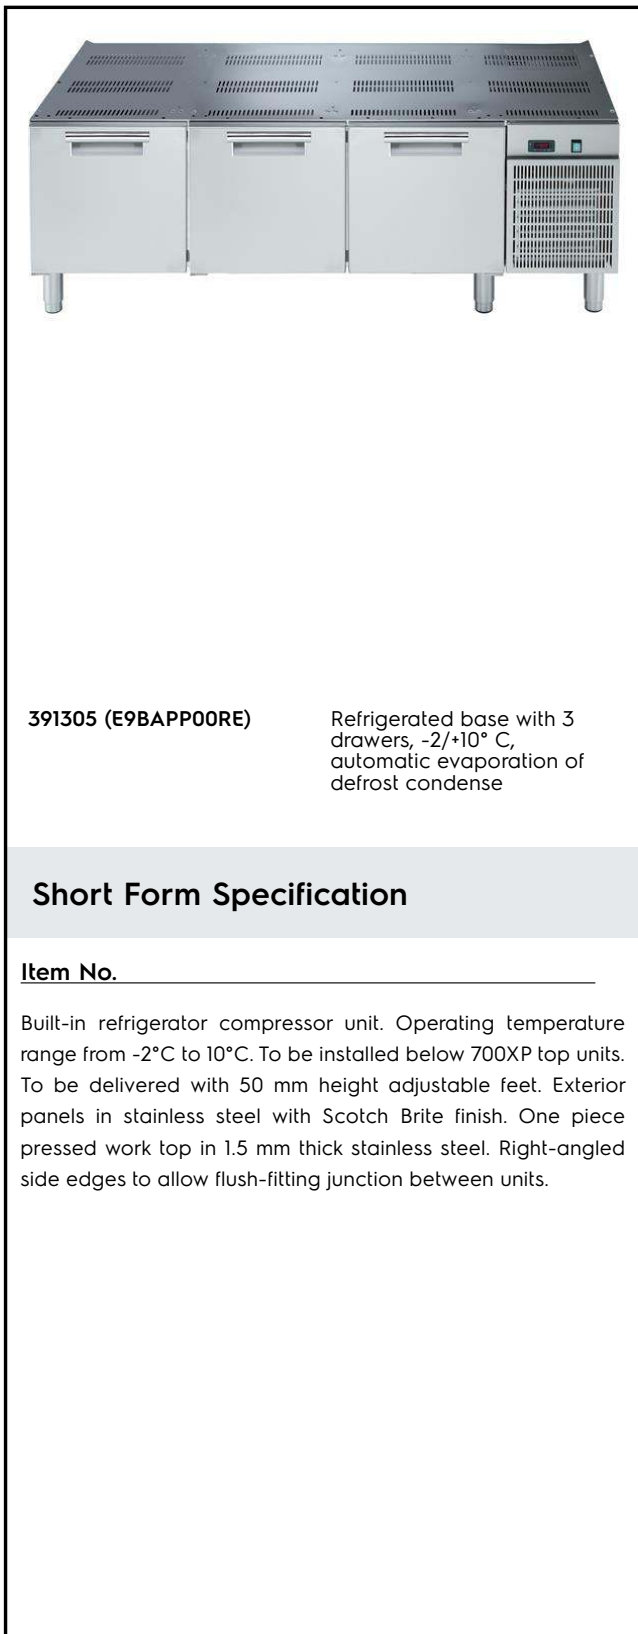 391305 (E9BAPP00RE)
Refrigerated base with 3
drawers, -2/+10° C,
automatic evaporation of
defrost condense
Short Form Specification
Item No.
Built-in refrigerator compressor unit. Operating temperature
range from -2°C to 10°C. To be installed below 700XP top units.
To be delivered with 50 mm height adjustable feet. Exterior
panels in stainless steel with Scotch Brite finish. One piece
pressed work top in 1.5 mm thick stainless steel. Right-angled
side edges to allow flush-fitting junction between units.